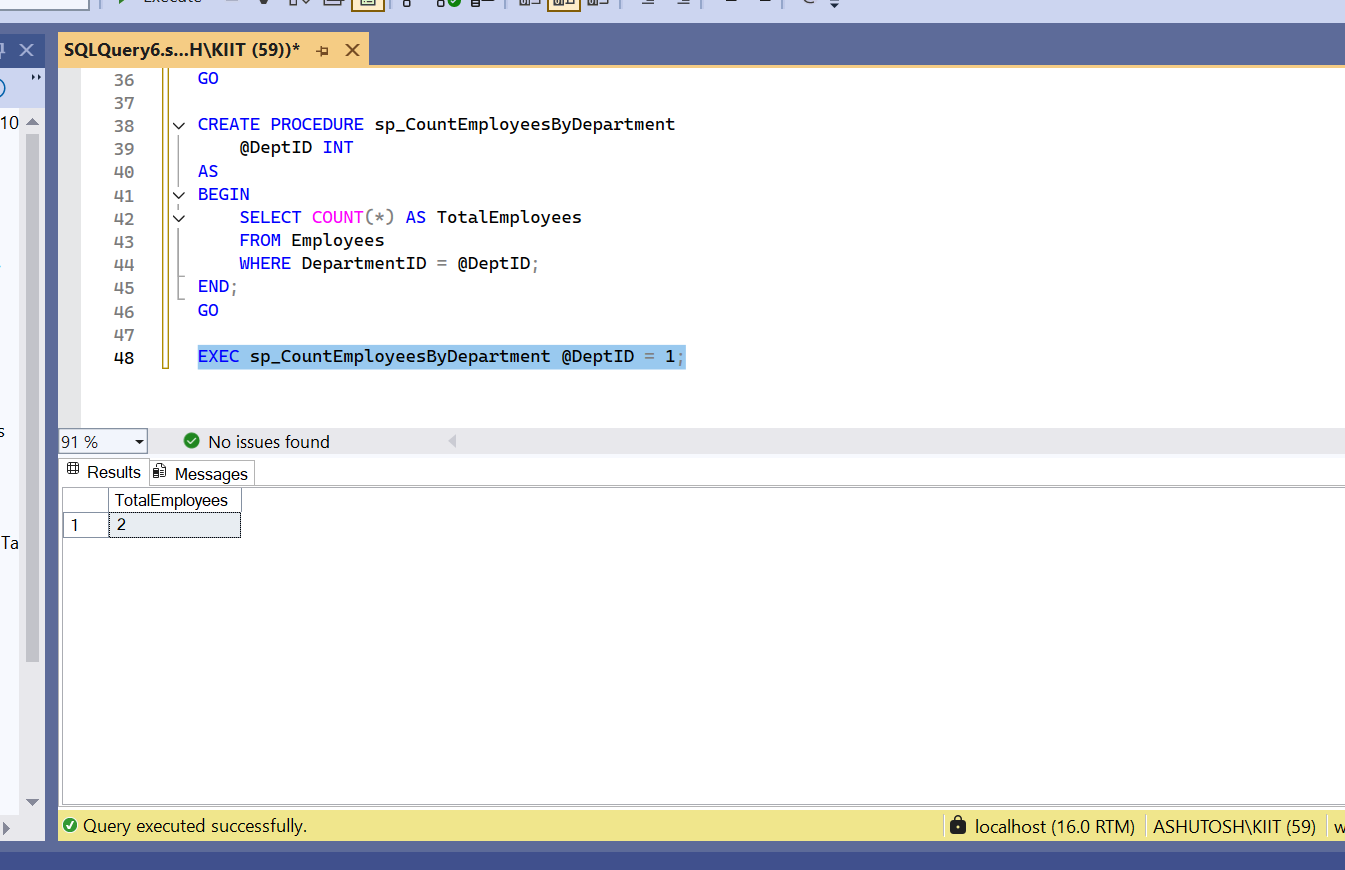 Execute
SQLQuery6.s...H\KIIT (59))*
10
36 GO
37
38 CREATE PROCEDURE sp_CountEmployeesByDepartment
39 @DeptID INT
40 AS
41 BEGIN
42 SELECT COUNT(*) AS TotalEmployees
43 FROM Employees
44 WHERE DepartmentID = @DeptID;
45 END;
46 GO
47
48 EXEC sp_CountEmployeesByDepartment @DeptID = 1;
s
91 % No issues found
Results Messages
TotalEmployees
1 2
Ta
Query executed successfully. localhost (16.0 RTM) ASHUTOSH\KIIT (59) w